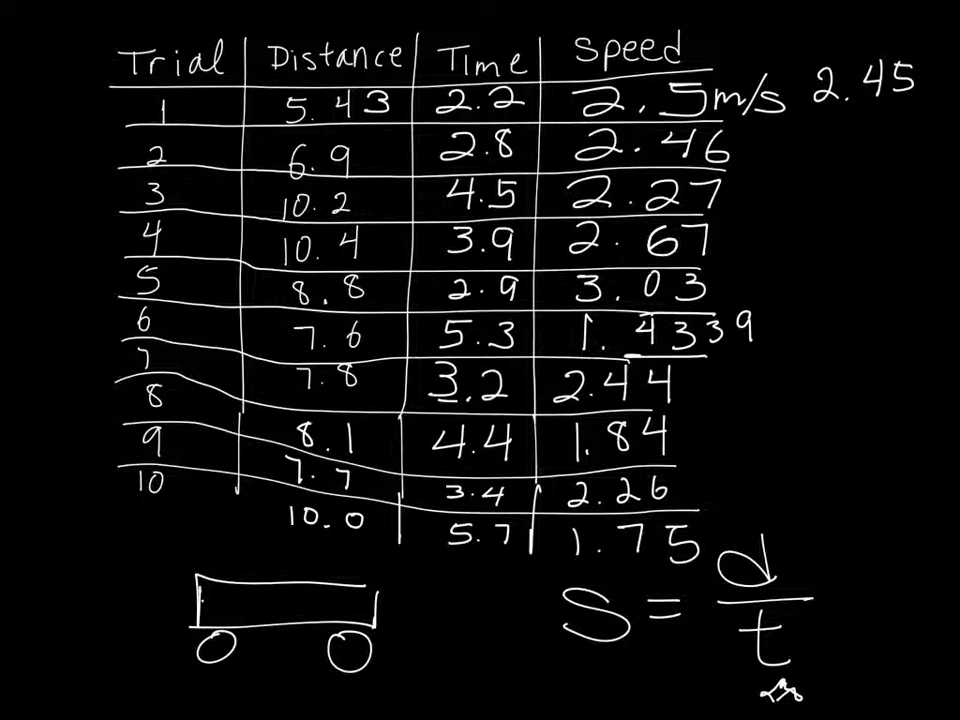 Trial Distance Time Speed
1 5.43 2.2 2.5m/s 2.45
2 6.9 2.8 2.46
3 10.2 4.5 2.27
4 10.4 3.9 2.67
5 8.8 2.9 3.03
6 7.6 5.3 1.4339
7 7.8 3.2 2.44
8 8.1 4.4 1.84
9 7.7 3.4 2.26
10 10.0 5.7 1.75
S = d/t